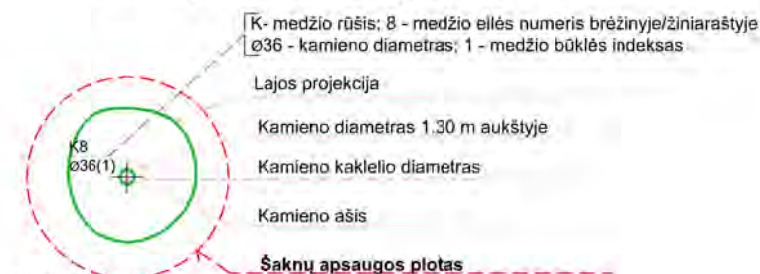 K- medžio rūšis; 8 - medžio eilės numeris brėžinyje/žiniaraštyje
ø36 - kamieno diametras; 1 - medžio būklės indeksas
Lajos projekcija
K8
ø36(1)
Kamieno diametras 1.30 m aukštyje
Kamieno kaklelio diametras
Kamieno ašis
Šaknų apsaugos plotas